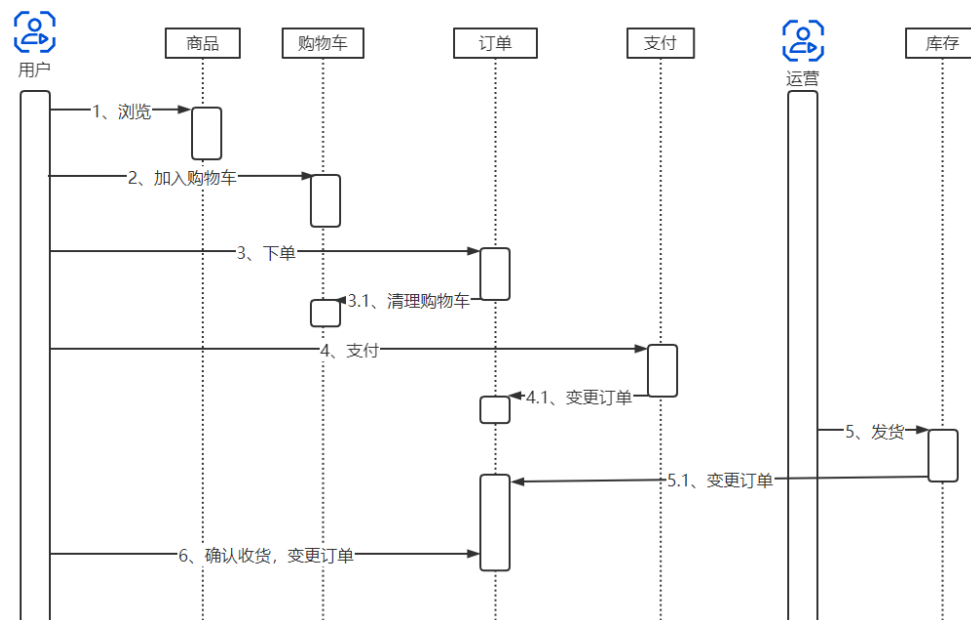 用户
商品
购物车
订单
支付
运营
库存
1、浏览
2、加入购物车
3、下单
3.1、清理购物车
4、支付
4.1、变更订单
5、发货
5.1、变更订单
6、确认收货，变更订单